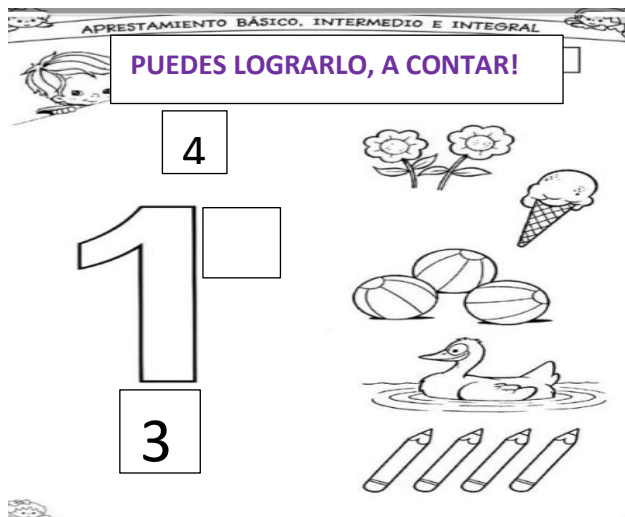 APRESTAMIENTO BÁSICO, INTERMEDIO E INTEGRAL
PUEDES LOGRARLO, A CONTAR!
4
1
3